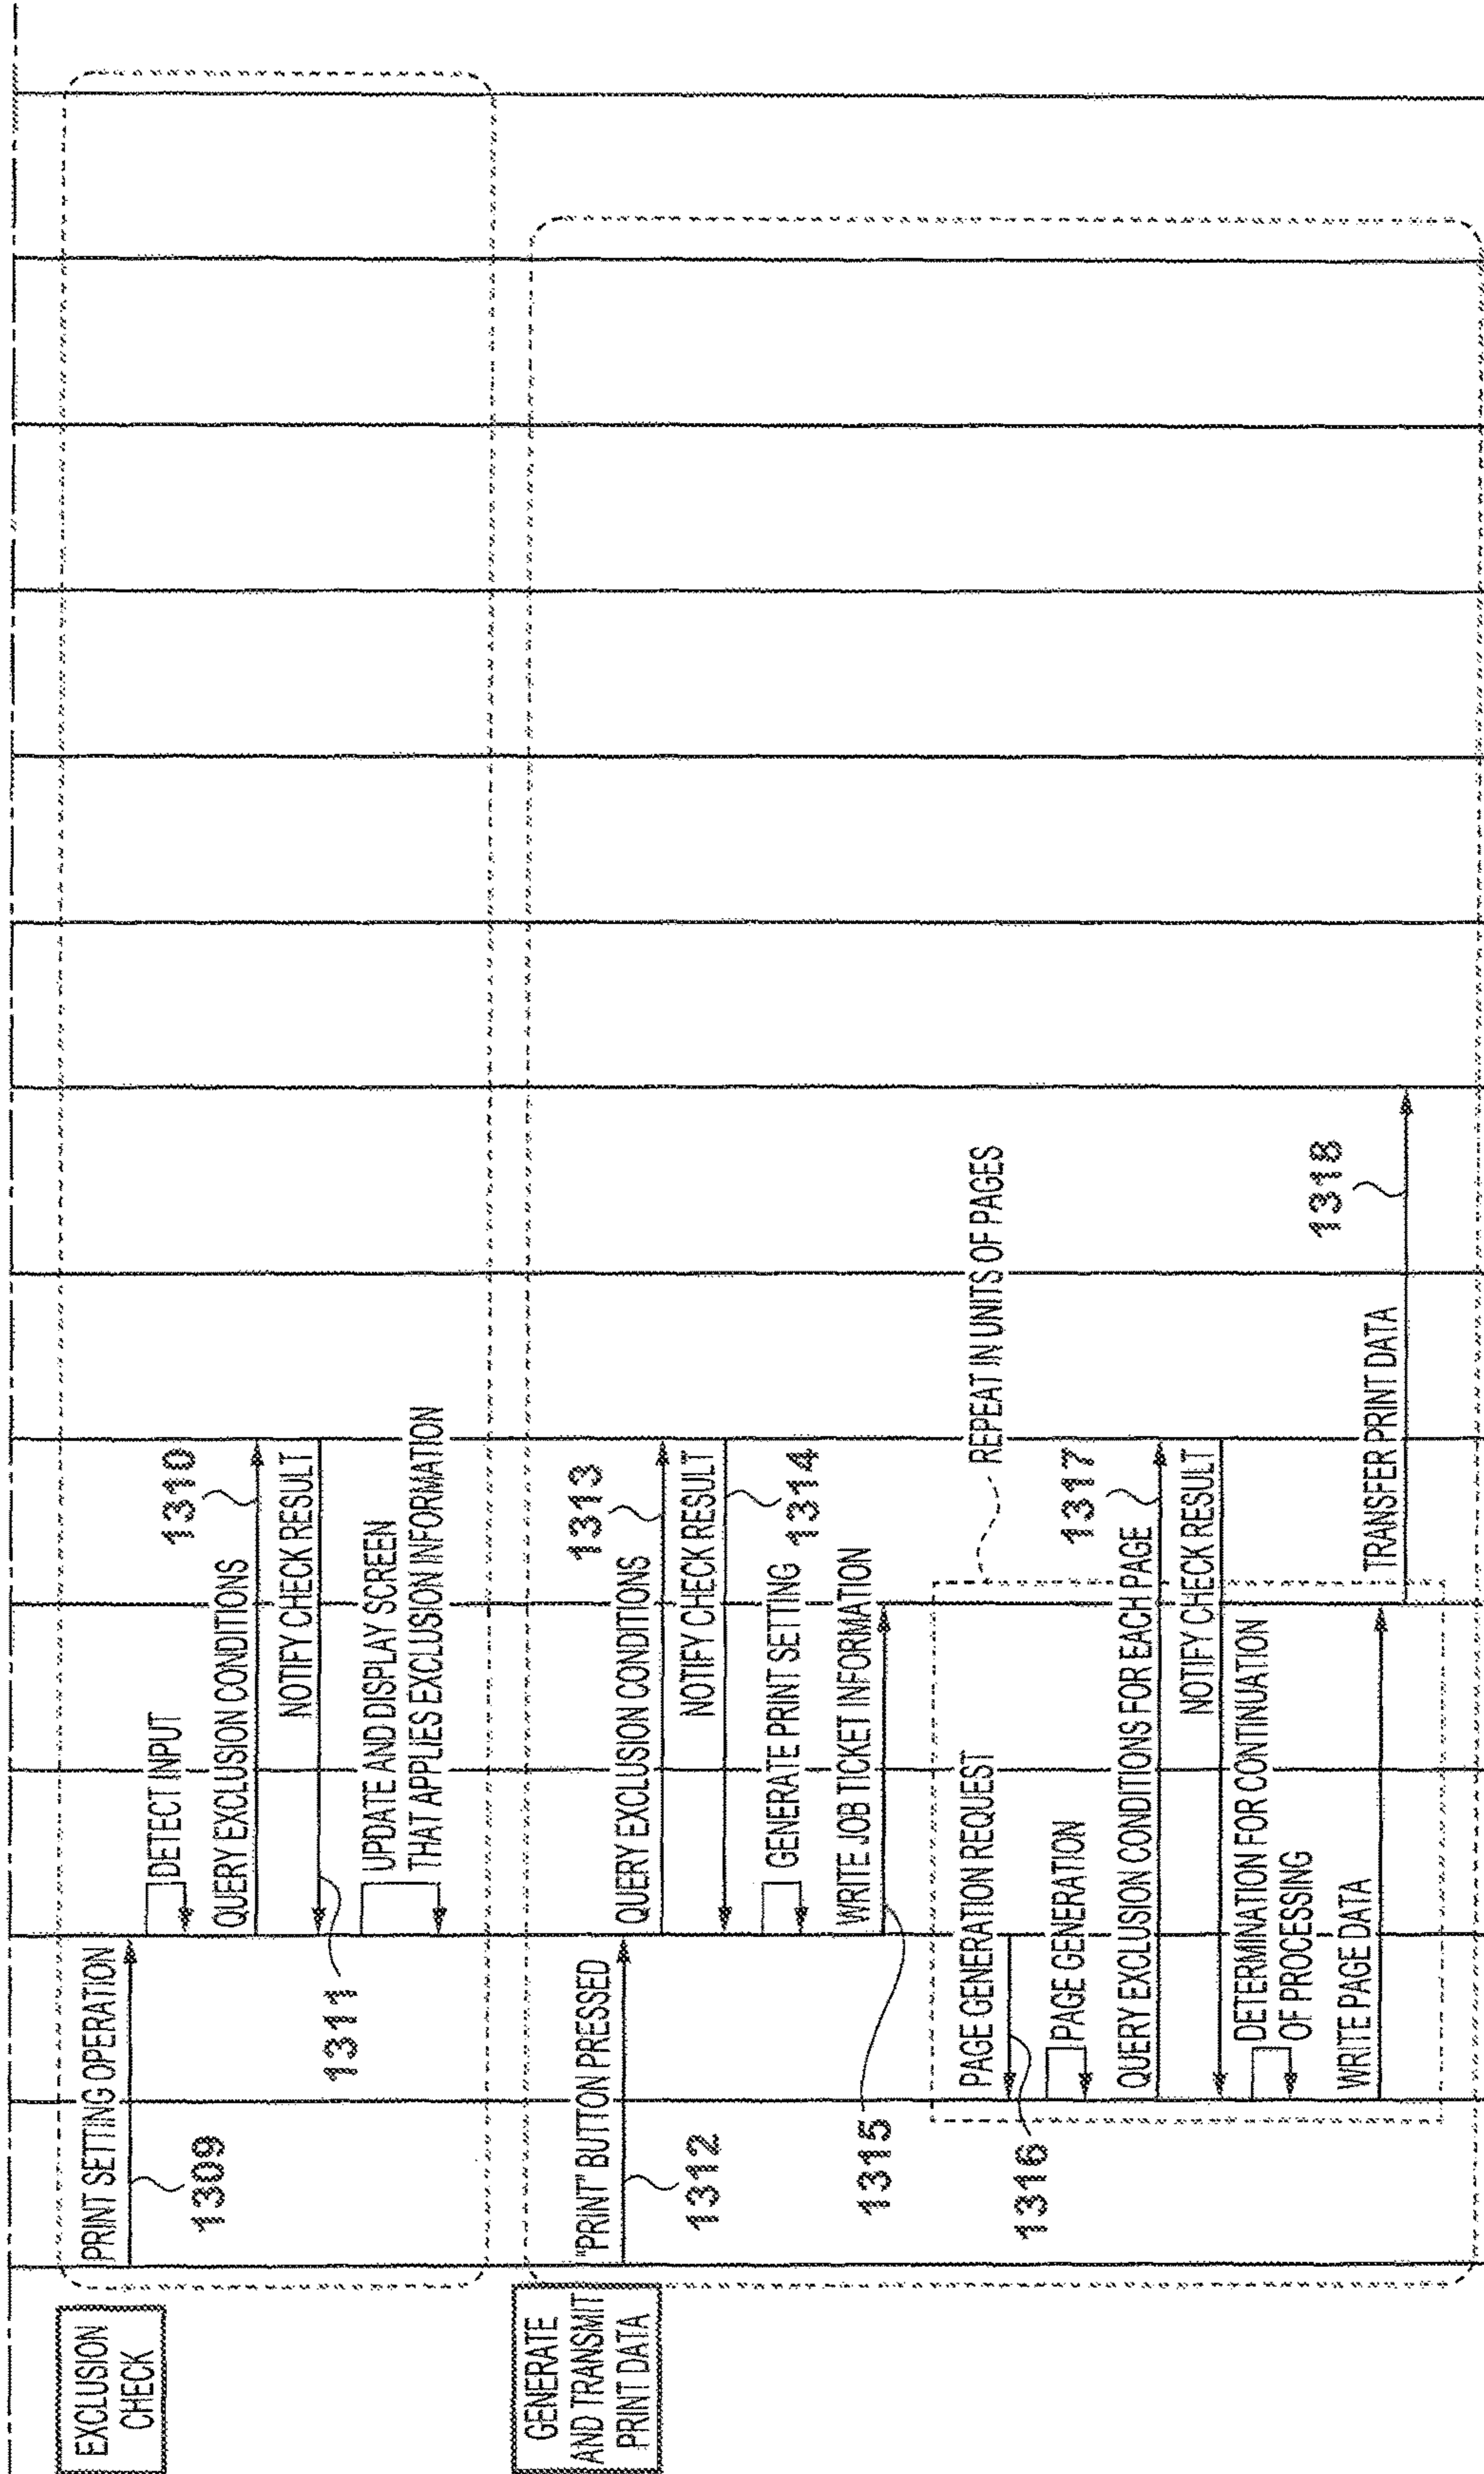 EXCLUSION
CHECK
PRINT SETTING OPERATION
1309
DETECT INPUT
QUERY EXCLUSION CONDITIONS
1310
NOTIFY CHECK RESULT
1311
UPDATE AND DISPLAY SCREEN
THAT APPLIES EXCLUSION INFORMATION
GENERATE
AND TRANSMIT
PRINT DATA
"PRINT" BUTTON PRESSED
1312
QUERY EXCLUSION CONDITIONS
1313
NOTIFY CHECK RESULT
1314
GENERATE PRINT SETTING
WRITE JOB TICKET INFORMATION
1315
REPEAT IN UNITS OF PAGES
PAGE GENERATION REQUEST
1316
PAGE GENERATION
QUERY EXCLUSION CONDITIONS FOR EACH PAGE
1317
NOTIFY CHECK RESULT
DETERMINATION FOR CONTINUATION
OF PROCESSING
WRITE PAGE DATA
TRANSFER PRINT DATA
1318